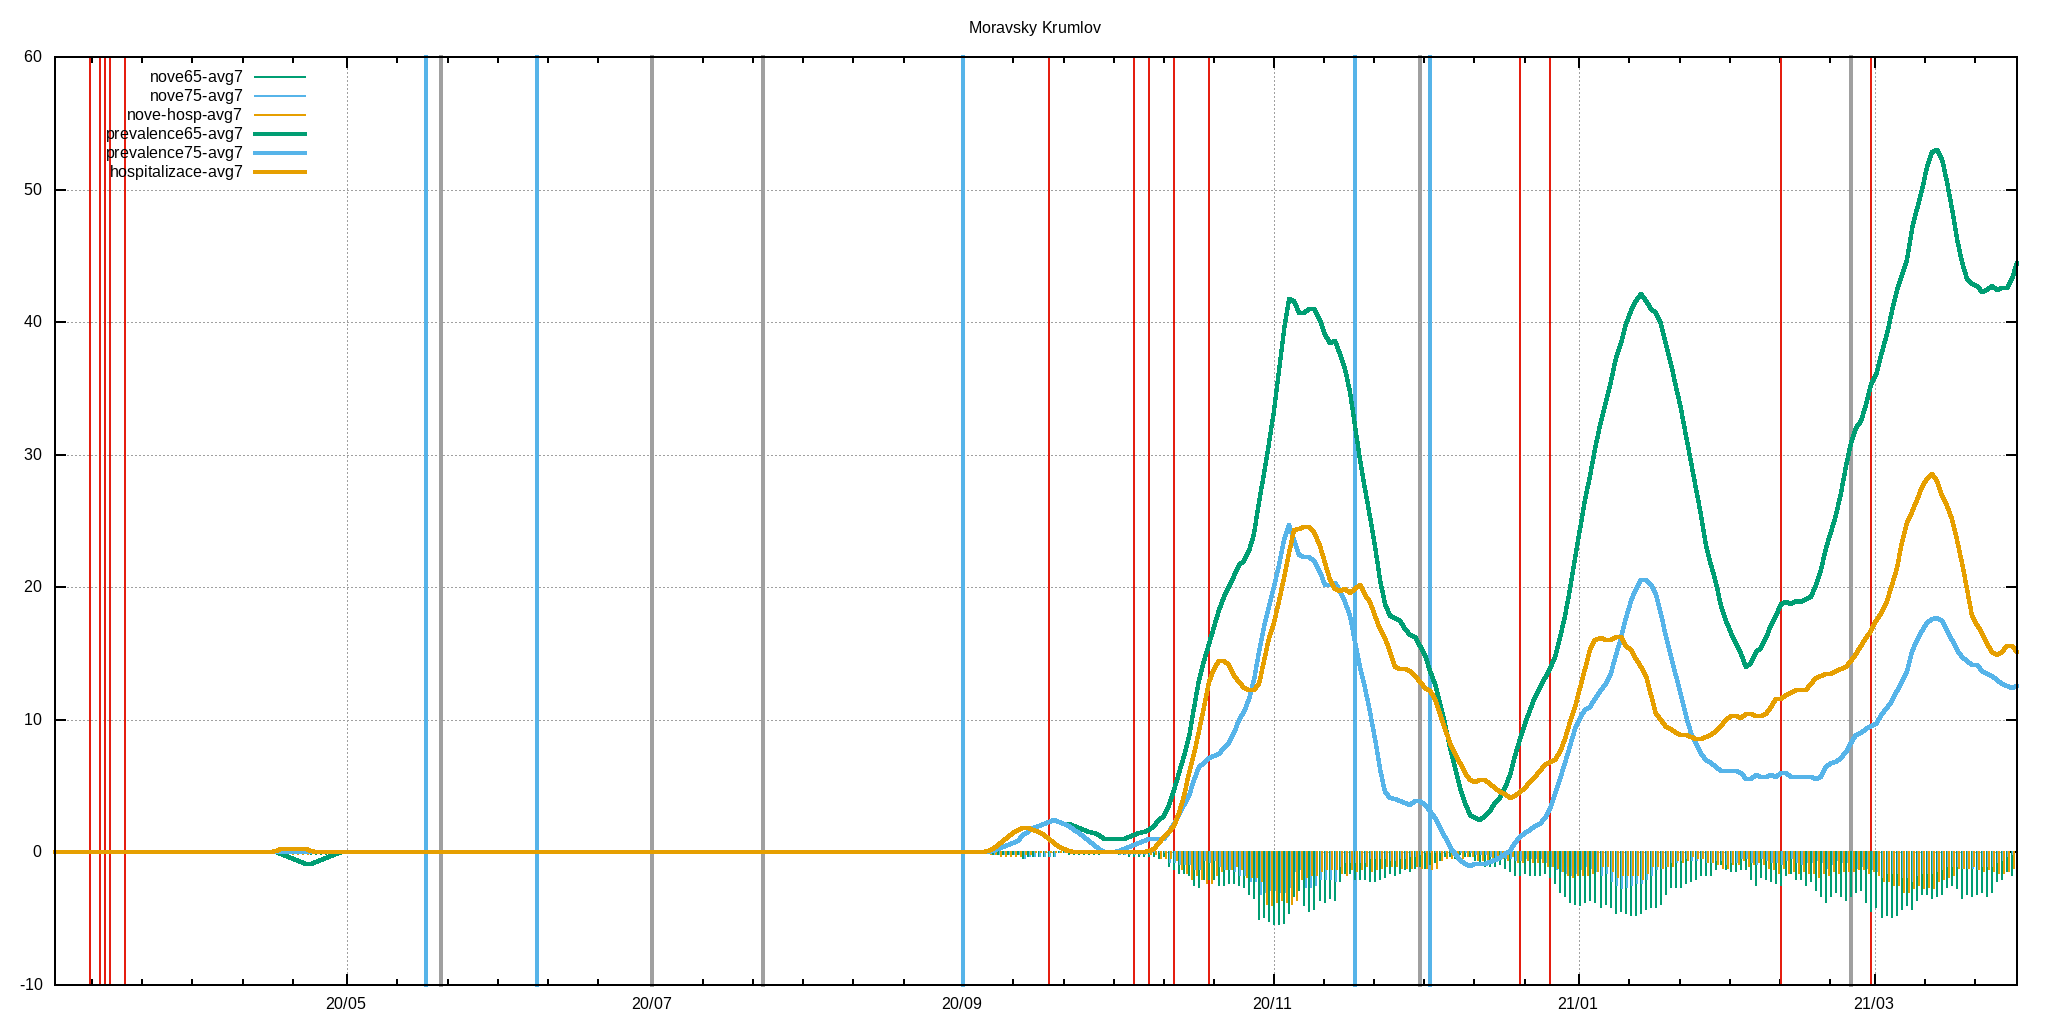 Moravsky Krumlov
60
nove65-avg7
nove75-avg7
nove-hosp-avg7
prevalence65-avg7
prevalence75-avg7
hospitalizace-avg7
50
40
30
20
10
0
-10
20/05
20/07
20/09
20/11
21/01
21/03